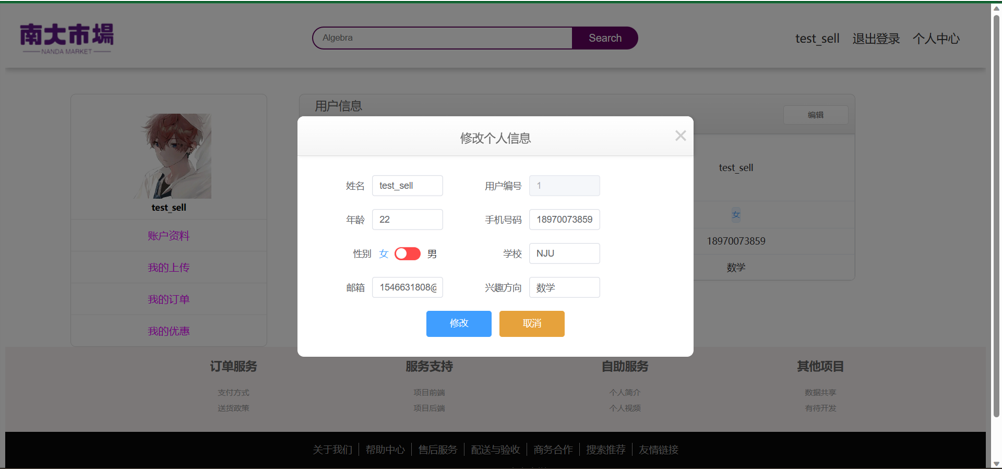 南大市場
NANDA MARKET
Algebra
Search
test_sell 退出登录 个人中心
test_sell
账户资料
我的上传
我的订单
我的优惠
用户信息
编辑
test_sell
女
18970073859
数学
修改个人信息
姓名 test_sell 用户编号 1
年龄 22 手机号码 18970073859
性别 女 男 学校 NJU
邮箱 1546631808@ 兴趣方向 数学
修改 取消
订单服务 服务支持 自助服务 其他项目
支付方式 项目前端 个人简介 数据共享
送货政策 项目后端 个人视频 有待开发
关于我们 帮助中心 售后服务 配送与验收 商务合作 搜索推荐 友情链接